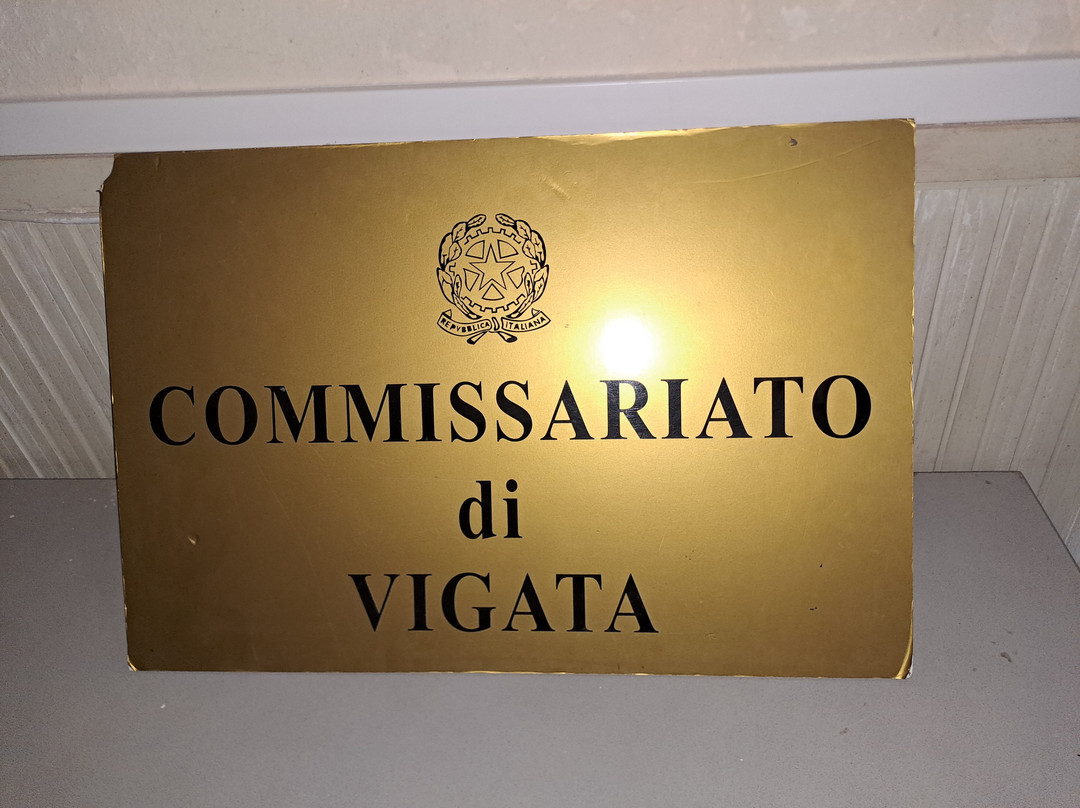 REPVBBLICA ITALIANA
COMMISSARIATO
di
VIGATA